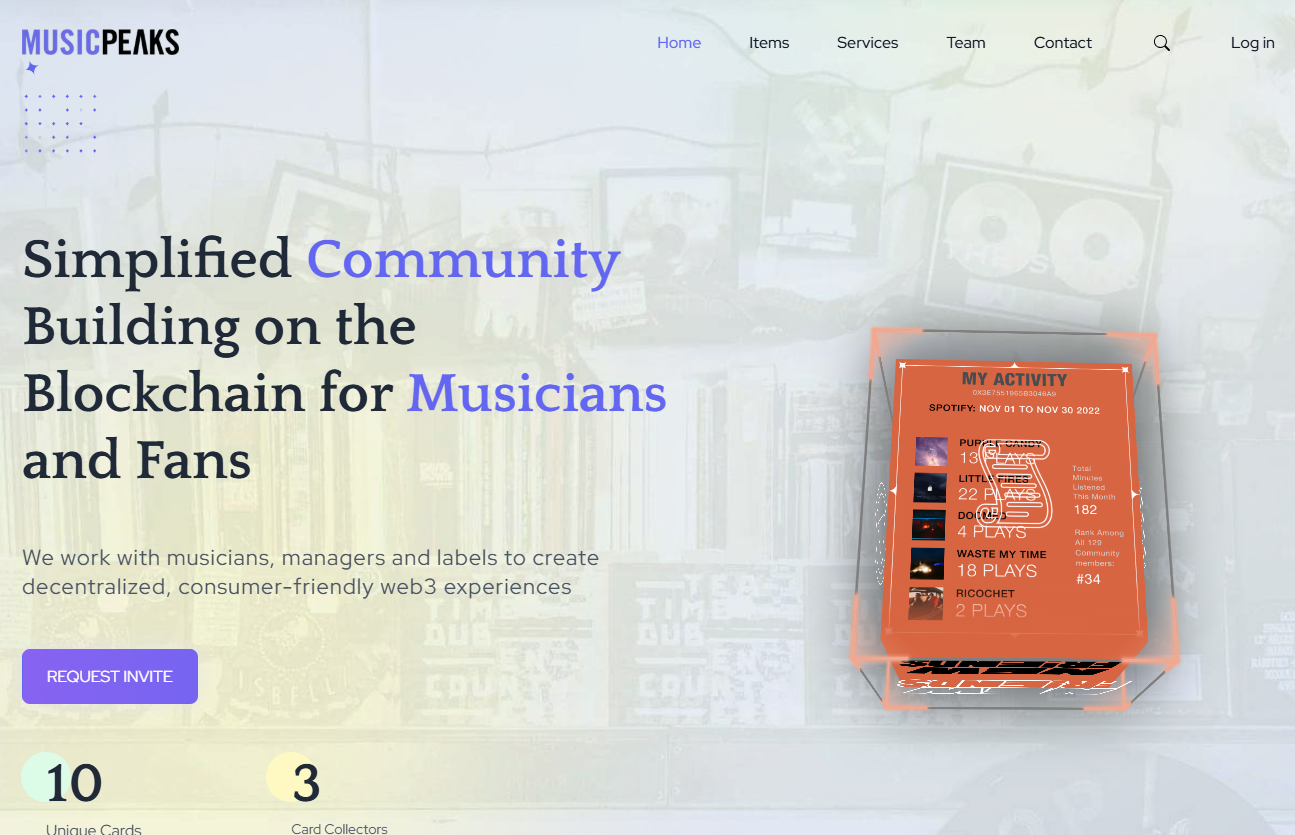 MUSICPEAKS
Home
Items
Services
Team
Contact
Log in
Simplified Community
Building on the
Blockchain for Musicians
and Fans
We work with musicians, managers and labels to create
decentralized, consumer-friendly web3 experiences
REQUEST INVITE
10
Unique Cards
3
Card Collectors
MY ACTIVITY
SPOTIFY: NOV 01 TO NOV 30 2022
PURPLE CANDY
13 PLAYS
LITTLE FIRES
22 PLAYS
DOOMED
4 PLAYS
WASTE MY TIME
18 PLAYS
RICOCHET
2 PLAYS
Total
Minutes
Listened
This Month
182
Rank Among
All 129
Community
members:
#34
TIME
DUB